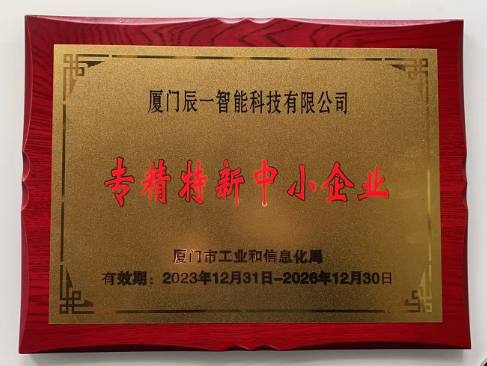 厦门辰一智能科技有限公司
专精特新中小企业
厦门市工业和信息化局
有效期：2023年12月31日-2026年12月30日